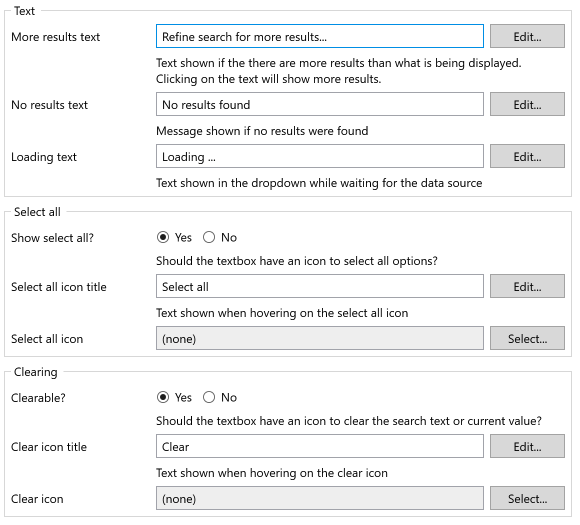 Text
More results text Refine search for more results... Edit...
Text shown if the there are more results than what is being displayed.
Clicking on the text will show more results.
No results text No results found Edit...
Message shown if no results were found
Loading text Loading ... Edit...
Text shown in the dropdown while waiting for the data source
Select all
Show select all? Yes No
Should the textbox have an icon to select all options?
Select all icon title Select all Edit...
Text shown when hovering on the select all icon
Select all icon (none) Select...
Clearing
Clearable? Yes No
Should the textbox have an icon to clear the search text or current value?
Clear icon title Clear Edit...
Text shown when hovering on the clear icon
Clear icon (none) Select...